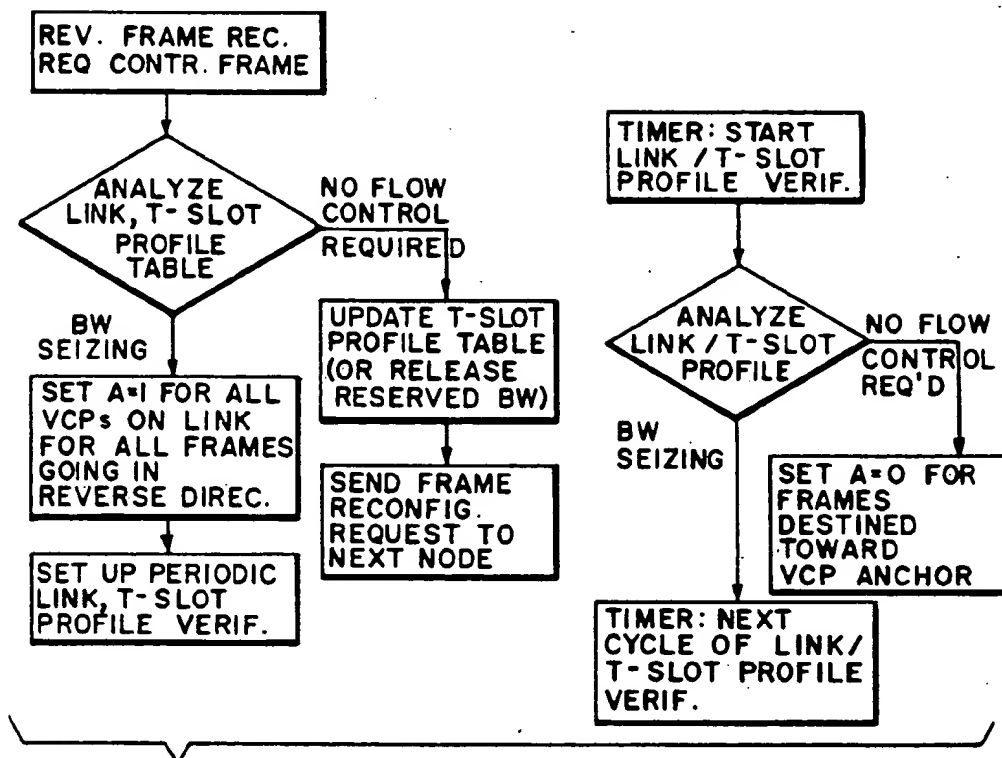 REV. FRAME REC.
REQ CONTR. FRAME
ANALYZE
LINK, T-SLOT
PROFILE
TABLE
NO FLOW
CONTROL
REQUIRED
BW
SEIZING
UPDATE T-SLOT
PROFILE TABLE
(OR RELEASE
RESERVED BW)
SET A=1 FOR ALL
VCPs ON LINK
FOR ALL FRAMES
GOING IN
REVERSE DIREC.
SEND FRAME
RECONFIG.
REQUEST TO
NEXT NODE
SET UP PERIODIC
LINK, T-SLOT
PROFILE VERIF.
TIMER: START
LINK / T-SLOT
PROFILE VERIF.
ANALYZE
LINK / T-SLOT
PROFILE
NO FLOW
CONTROL
REQ'D
BW
SEIZING
SET A=0 FOR
FRAMES
DESTINED
TOWARD
VCP ANCHOR
TIMER: NEXT
CYCLE OF LINK/
T-SLOT PROFILE
VERIF.